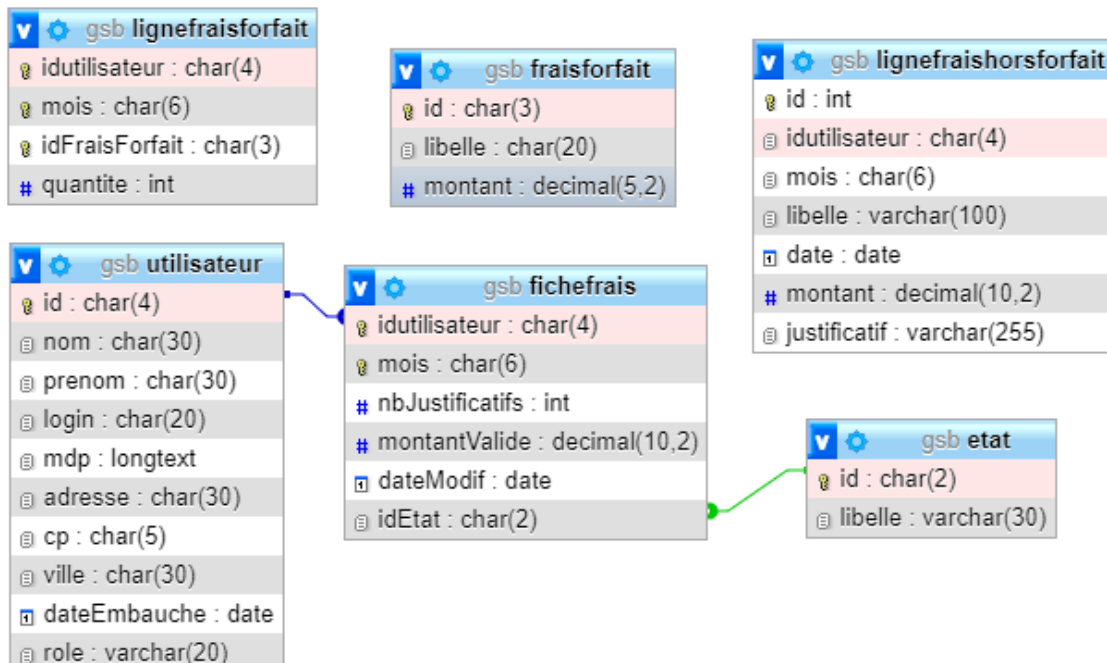 gsb lignefraisforfait
idutilisateur : char(4)
mois : char(6)
idFraisForfait : char(3)
# quantite : int
gsb fraisforfait
id : char(3)
libelle : char(20)
# montant : decimal(5,2)
gsb lignefraishorsforfait
id : int
idutilisateur : char(4)
mois : char(6)
libelle : varchar(100)
date : date
# montant : decimal(10,2)
justificatif : varchar(255)
gsb utilisateur
id : char(4)
nom : char(30)
prenom : char(30)
login : char(20)
mdp : longtext
adresse : char(30)
cp : char(5)
ville : char(30)
dateEmbauche : date
role : varchar(20)
gsb fichefrais
idutilisateur : char(4)
mois : char(6)
# nbJustificatifs : int
# montantValide : decimal(10,2)
dateModif : date
idEtat : char(2)
gsb etat
id : char(2)
libelle : varchar(30)